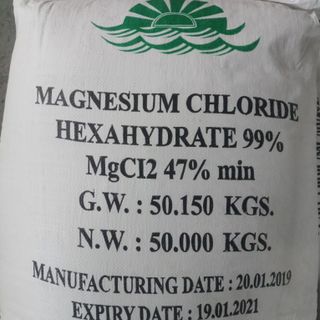 MAGNESIUM CHLORIDE
HEXAHYDRATE 99%
MgCI2 47% min
G.W. : 50.150 KGS.
N.W. : 50.000 KGS.
MANUFACTURING DATE : 20.01.2019
EXPIRY DATE : 19.01.2021